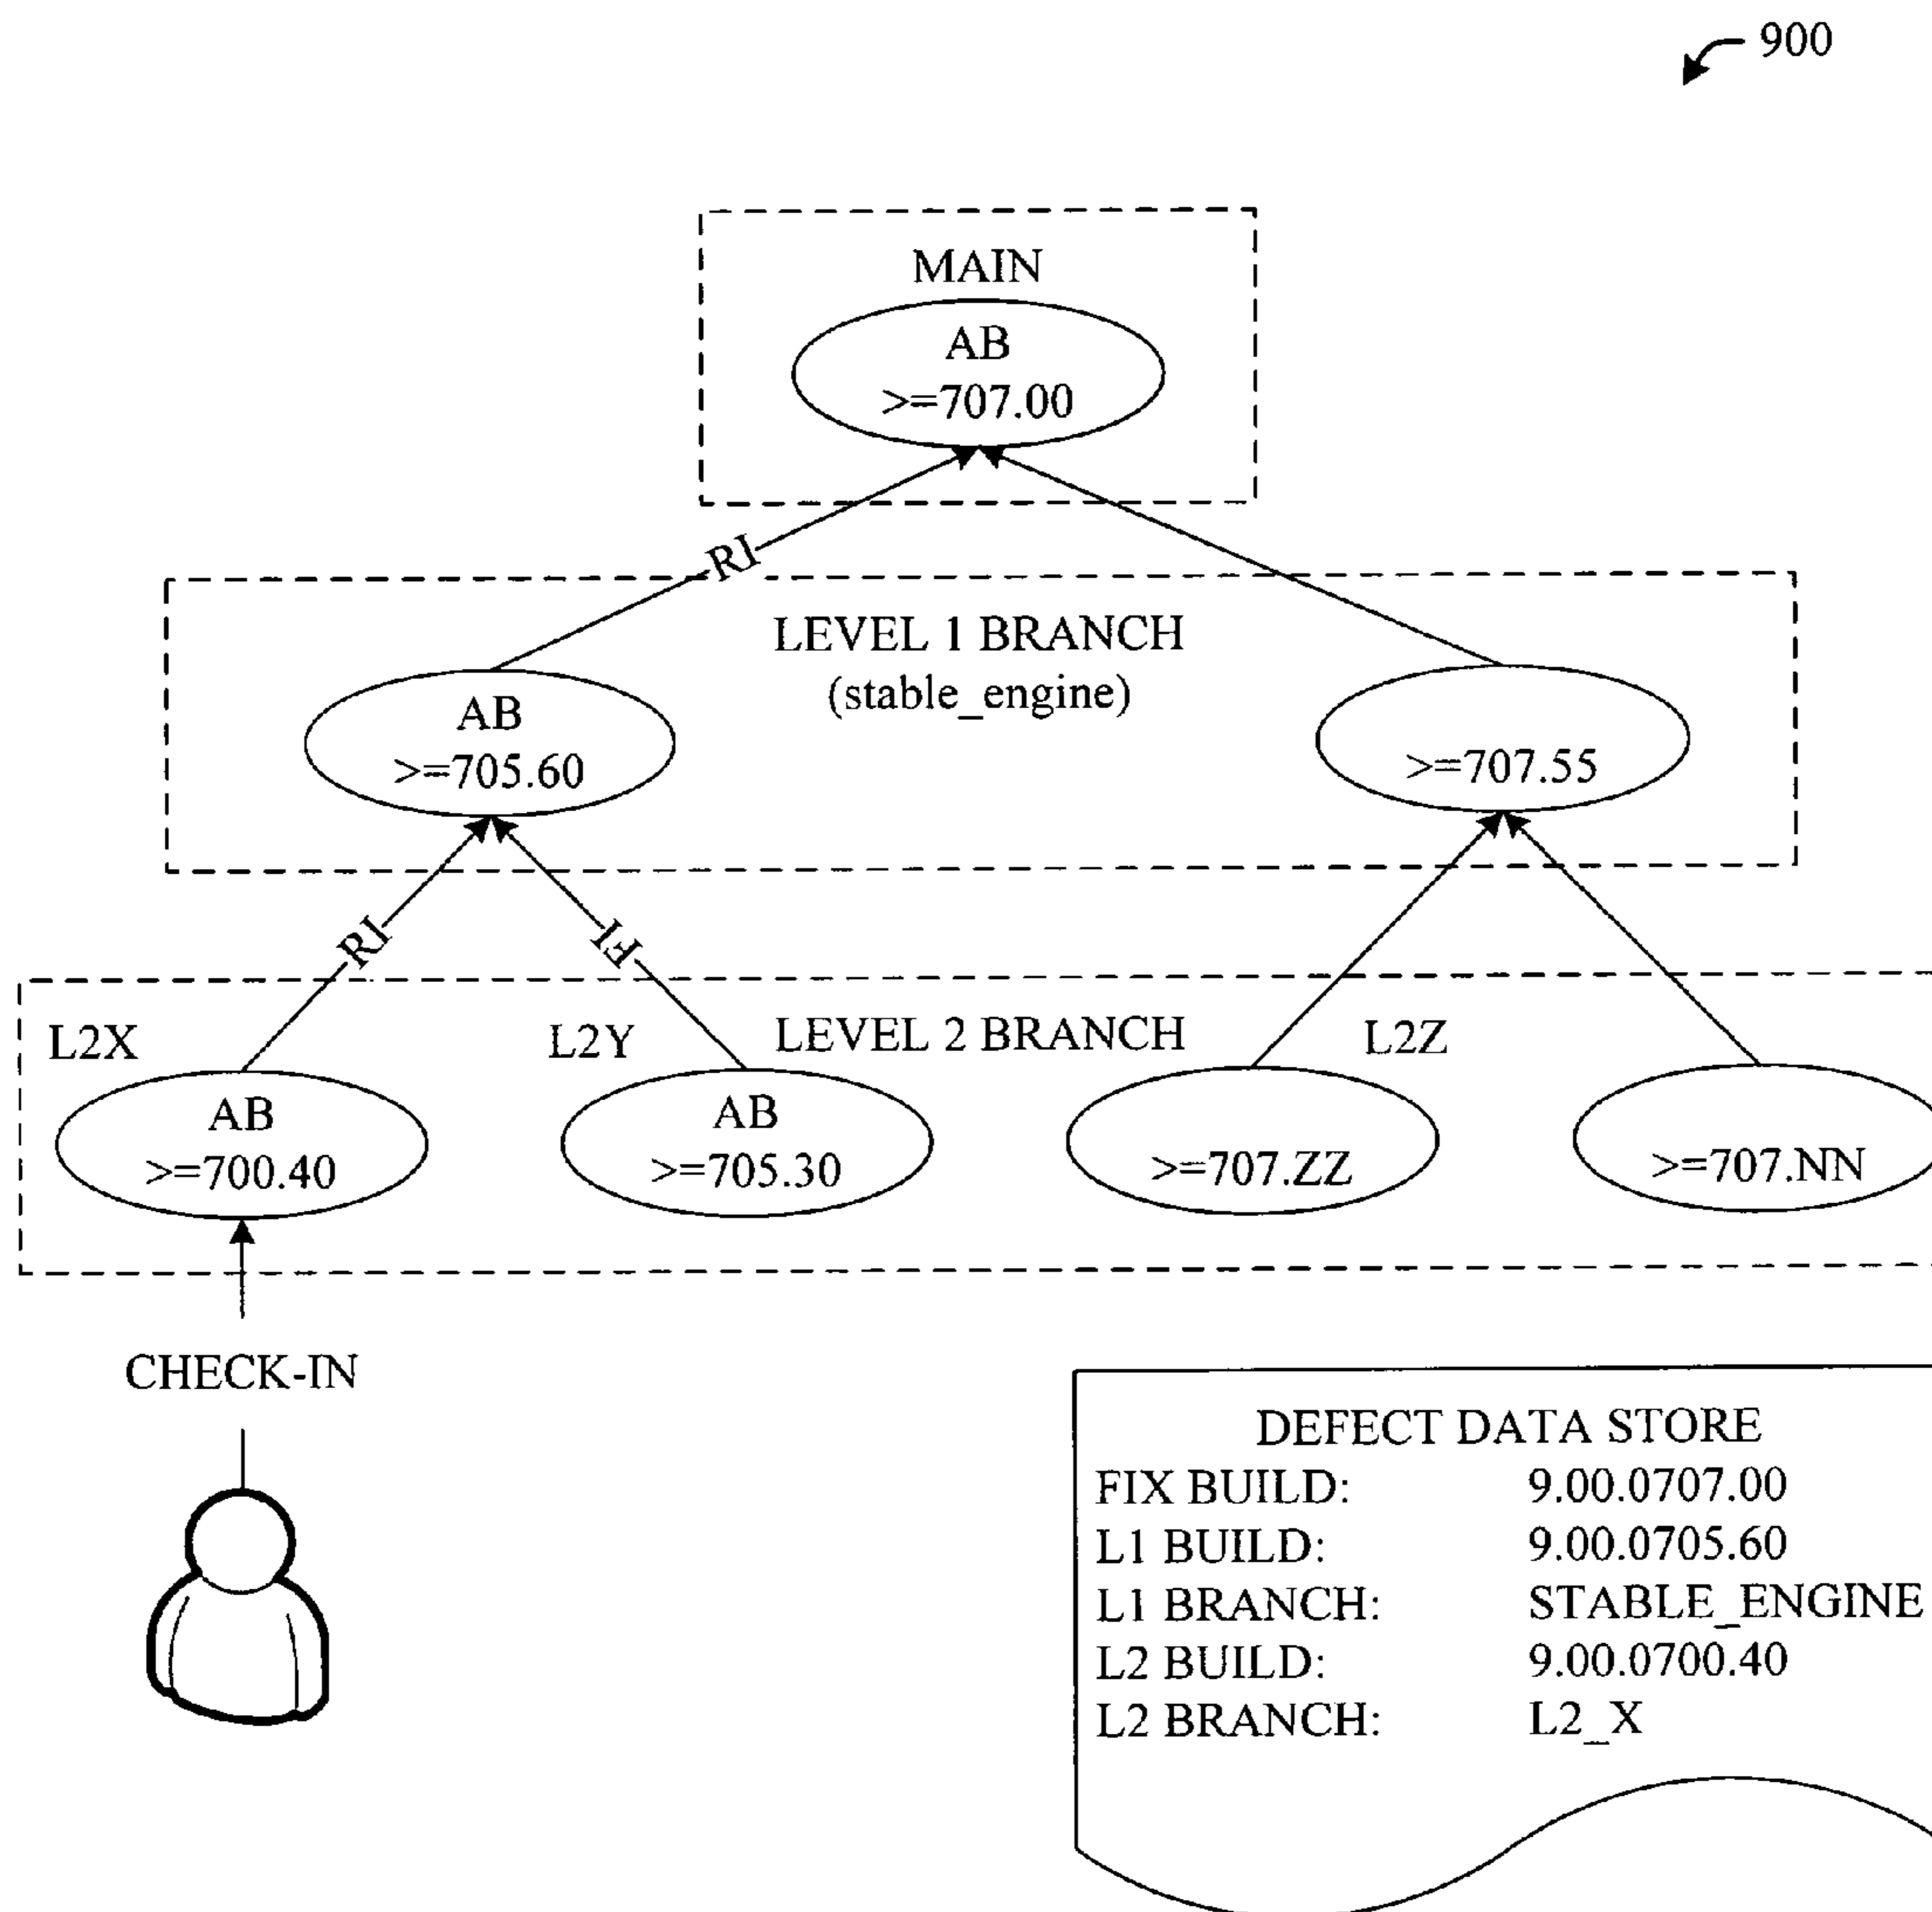 900
MAIN
AB
>=707.00
RI
LEVEL 1 BRANCH
(stable_engine)
AB
>=705.60
>=707.55
RI
FI
L2X
L2Y
LEVEL 2 BRANCH
L2Z
AB
>=700.40
AB
>=705.30
>=707.ZZ
>=707.NN
CHECK-IN
DEFECT DATA STORE
FIX BUILD: 9.00.0707.00
L1 BUILD: 9.00.0705.60
L1 BRANCH: STABLE_ENGINE
L2 BUILD: 9.00.0700.40
L2 BRANCH: L2_X